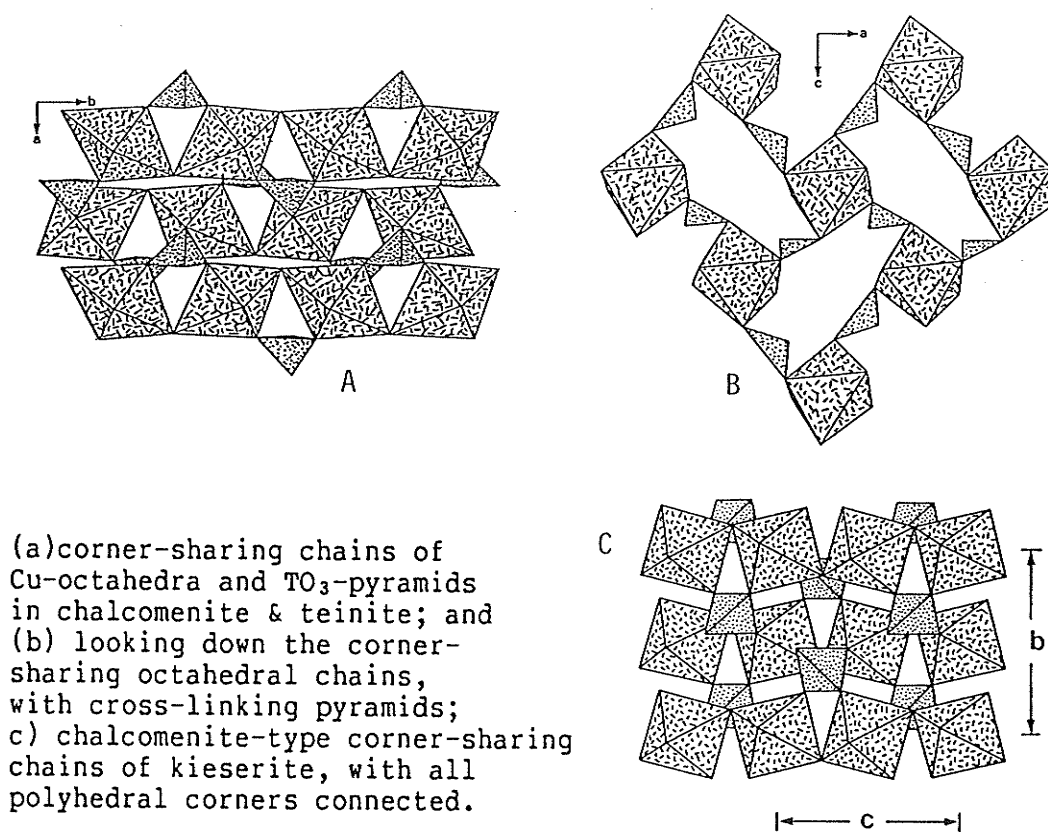 b
a
A
a
c
B
(a)corner-sharing chains of
Cu-octahedra and TO₃-pyramids
in chalcomenite & teinite; and
(b) looking down the corner-
sharing octahedral chains,
with cross-linking pyramids;
c) chalcomenite-type corner-sharing
chains of kieserite, with all
polyhedral corners connected.
C
b
c